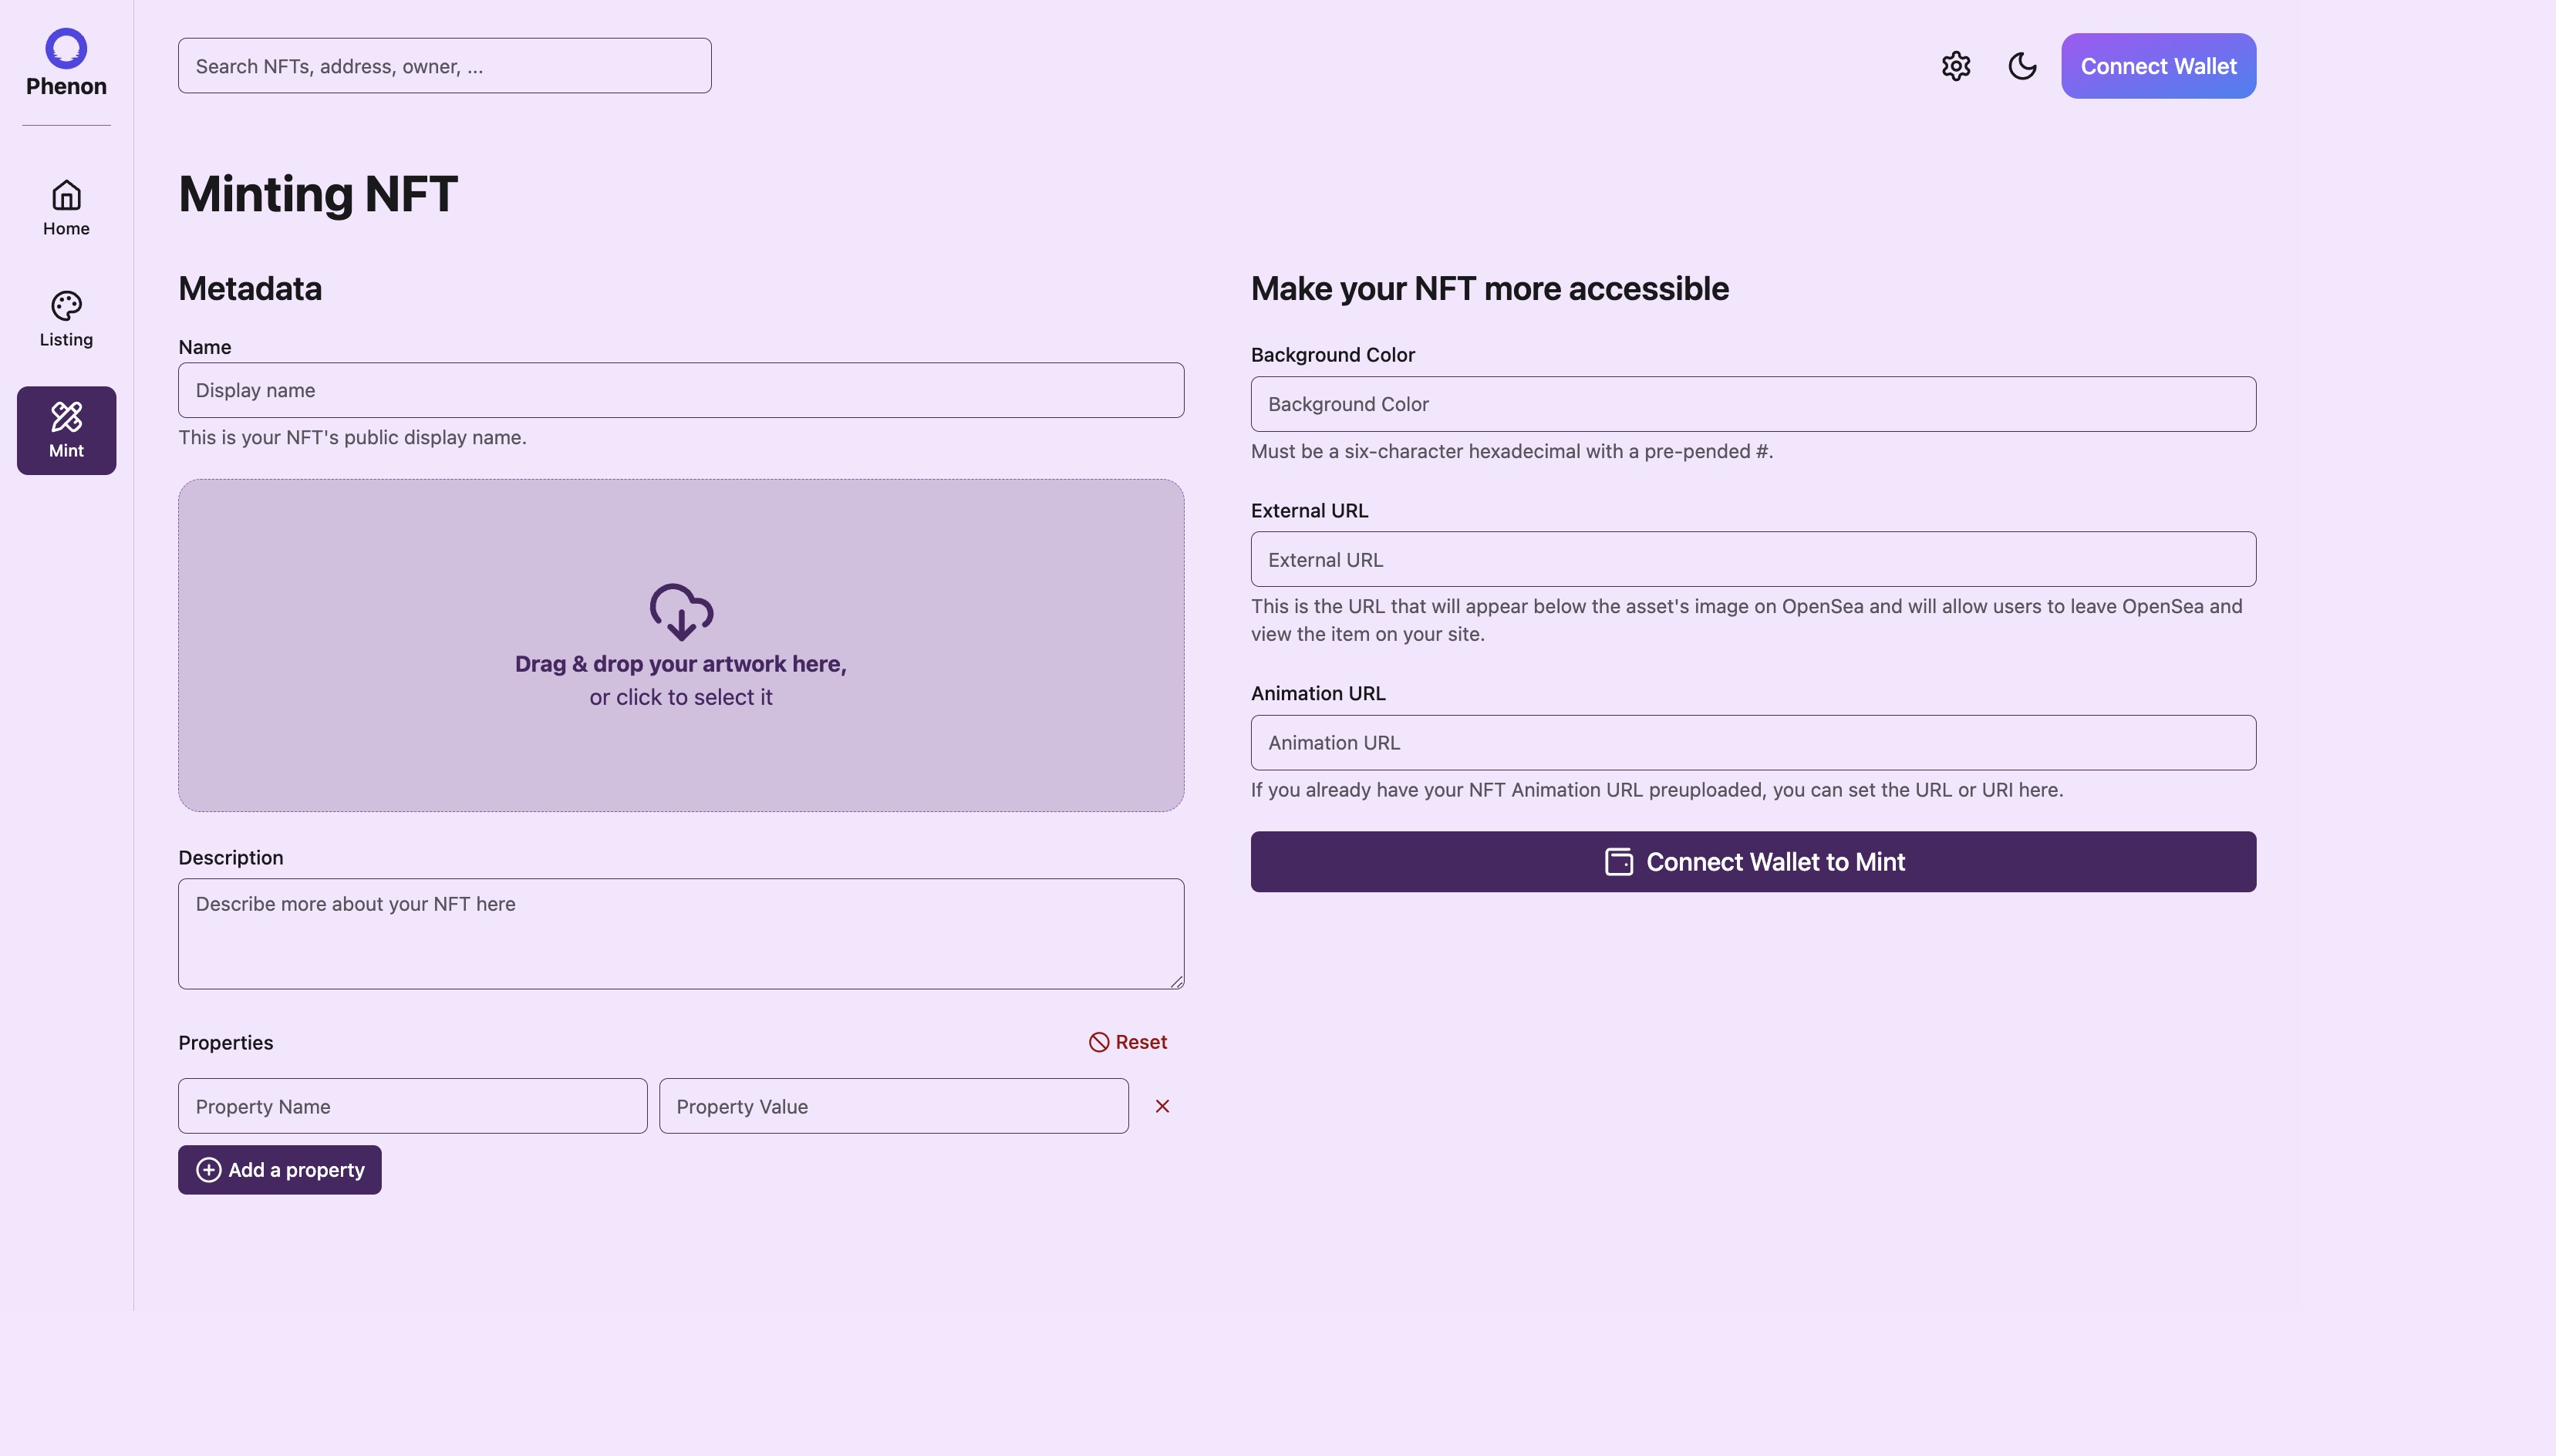 Phenon
Home
Listing
Mint
Search NFTs, address, owner, ...
Connect Wallet
Minting NFT
Metadata
Name
Display name
This is your NFT's public display name.
Drag & drop your artwork here,
or click to select it
Description
Describe more about your NFT here
Properties
Reset
Property Name
Property Value
Add a property
Make your NFT more accessible
Background Color
Background Color
Must be a six-character hexadecimal with a pre-pended #.
External URL
External URL
This is the URL that will appear below the asset's image on OpenSea and will allow users to leave OpenSea and
view the item on your site.
Animation URL
Animation URL
If you already have your NFT Animation URL preuploaded, you can set the URL or URI here.
Connect Wallet to Mint